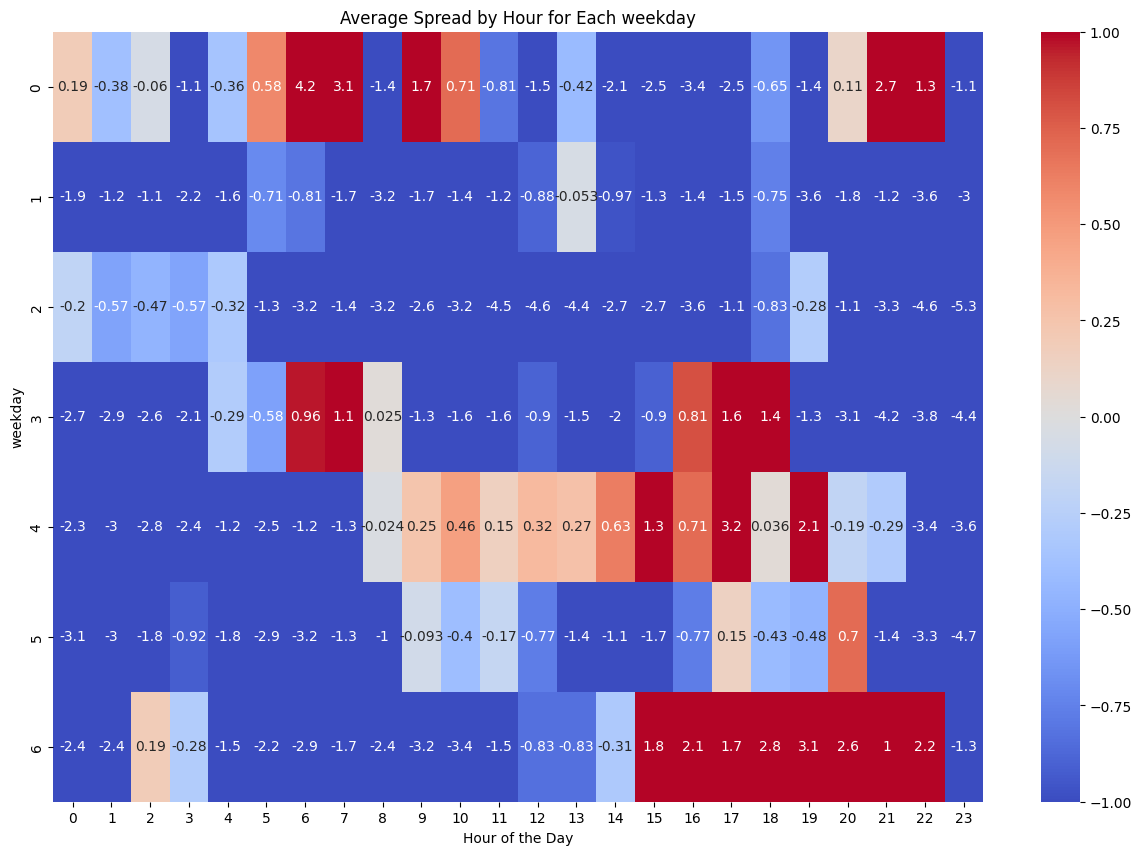 Average Spread by Hour for Each weekday
0 0.19 -0.38 -0.06 -1.1 -0.36 0.58 4.2 3.1 -1.4 1.7 0.71 -0.81 -1.5 -0.42 -2.1 -2.5 -3.4 -2.5 -0.65 -1.4 0.11 2.7 1.3 -1.1
1 -1.9 -1.2 -1.1 -2.2 -1.6 -0.71 -0.81 -1.7 -3.2 -1.7 -1.4 -1.2 -0.88 -0.053 -0.97 -1.3 -1.4 -1.5 -0.75 -3.6 -1.8 -1.2 -3.6 -3
2 -0.2 -0.57 -0.47 -0.57 -0.32 -1.3 -3.2 -1.4 -3.2 -2.6 -3.2 -4.5 -4.6 -4.4 -2.7 -2.7 -3.6 -1.1 -0.83 -0.28 -1.1 -3.3 -4.6 -5.3
3 -2.7 -2.9 -2.6 -2.1 -0.29 -0.58 0.96 1.1 0.025 -1.3 -1.6 -1.6 -0.9 -1.5 -2 -0.9 0.81 1.6 1.4 -1.3 -3.1 -4.2 -3.8 -4.4
4 -2.3 -3 -2.8 -2.4 -1.2 -2.5 -1.2 -1.3 -0.024 0.25 0.46 0.15 0.32 0.27 0.63 1.3 0.71 3.2 0.036 2.1 -0.19 -0.29 -3.4 -3.6
5 -3.1 -3 -1.8 -0.92 -1.8 -2.9 -3.2 -1.3 -1 -0.093 -0.4 -0.17 -0.77 -1.4 -1.1 -1.7 -0.77 0.15 -0.43 -0.48 0.7 -1.4 -3.3 -4.7
6 -2.4 -2.4 0.19 -0.28 -1.5 -2.2 -2.9 -1.7 -2.4 -3.2 -3.4 -1.5 -0.83 -0.83 -0.31 1.8 2.1 1.7 2.8 3.1 2.6 1 2.2 -1.3
0 1 2 3 4 5 6 7 8 9 10 11 12 13 14 15 16 17 18 19 20 21 22 23
Hour of the Day
weekday
1.00
0.75
0.50
0.25
0.00
−0.25
−0.50
−0.75
−1.00